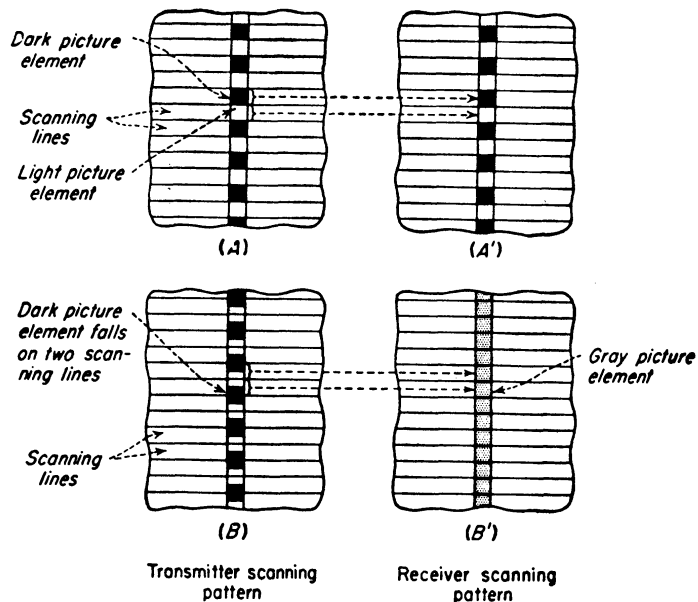 Dark picture
element
Scanning
lines
Light picture
element
(A)
(A')
Dark picture
element falls
on two scan-
ning lines
Gray picture
element
Scanning
lines
(B)
(B')
Transmitter scanning
pattern
Receiver scanning
pattern